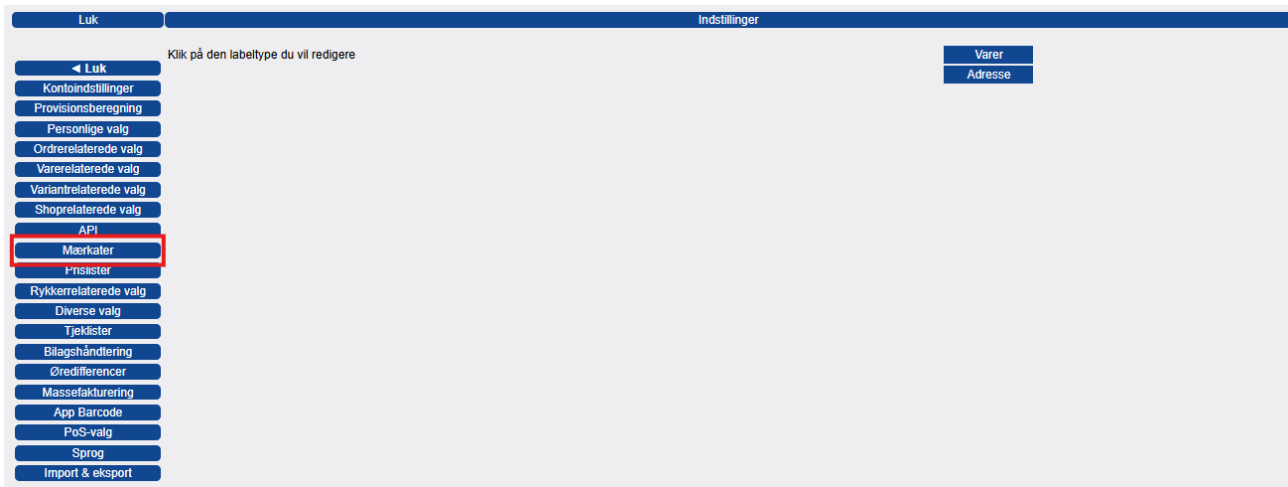 Luk
Indstillinger
Klik på den labeltype du vil redigere
Varer
Adresse
◄ Luk
Kontoindstillinger
Provisionsberegning
Personlige valg
Ordrerelaterede valg
Varerelaterede valg
Variantrelaterede valg
Shoprelaterede valg
API
Mærkater
Prislister
Rykkerrelaterede valg
Diverse valg
Tjeklister
Bilagshåndtering
Øredifferencer
Massefakturering
App Barcode
PoS-valg
Sprog
Import & eksport